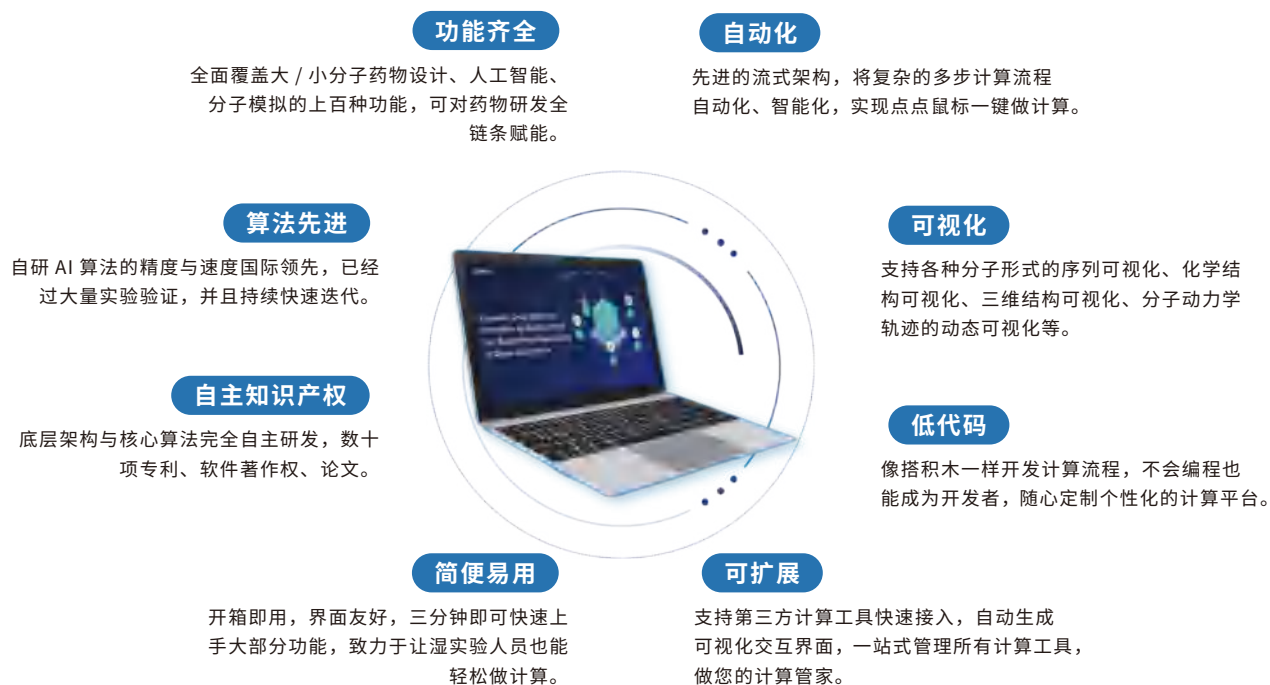 功能齐全
全面覆盖大 / 小分子药物设计、人工智能、
分子模拟的上百种功能，可对药物研发全
链条赋能。
自动化
先进的流式架构，将复杂的多步计算流程
自动化、智能化，实现点点鼠标一键做计算。
算法先进
自研 AI 算法的精度与速度国际领先，已经
过大量实验验证，并且持续快速迭代。
可视化
支持各种分子形式的序列可视化、化学结
构可视化、三维结构可视化、分子动力学
轨迹的动态可视化等。
自主知识产权
底层架构与核心算法完全自主研发，数十
项专利、软件著作权、论文。
低代码
像搭积木一样开发计算流程，不会编程也
能成为开发者，随心定制个性化的计算平台。
简便易用
开箱即用，界面友好，三分钟即可快速上
手大部分功能，致力于让湿实验人员也能
轻松做计算。
可扩展
支持第三方计算工具快速接入，自动生成
可视化交互界面，一站式管理所有计算工具，
做您的计算管家。